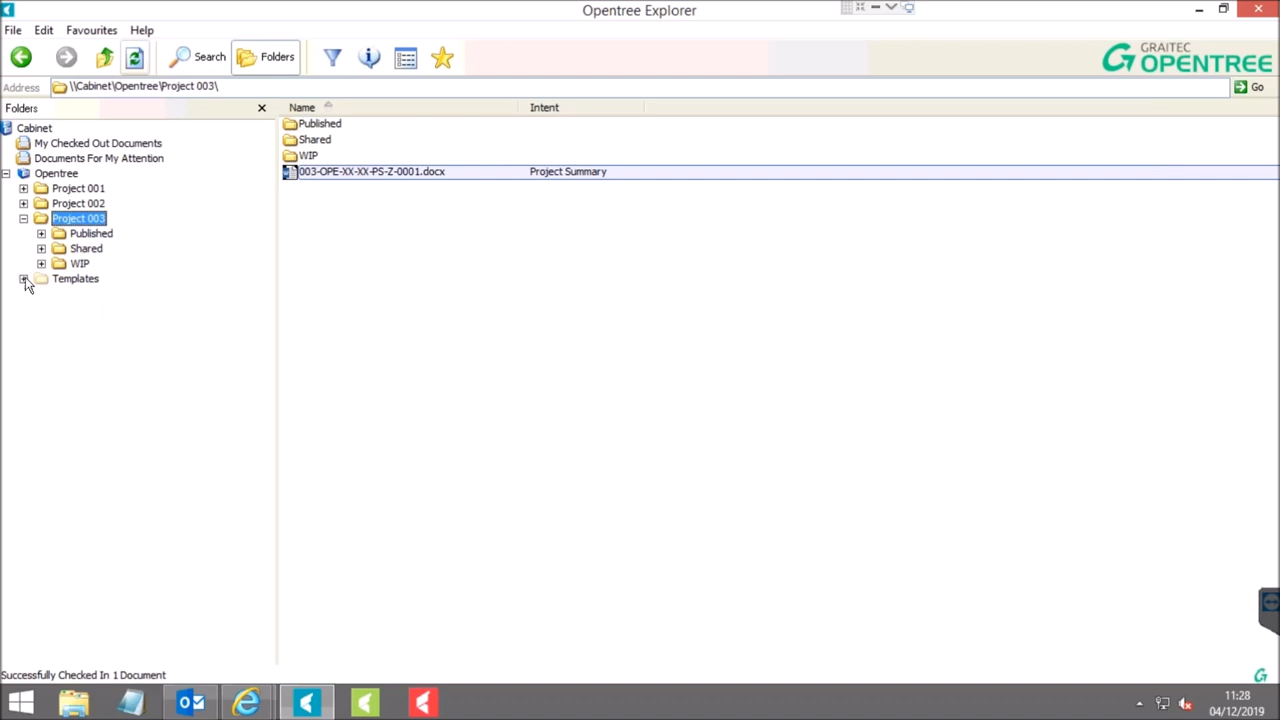 Opentree Explorer
File Edit Favourites Help
Search Folders
GRAITEC
OPENTREE
Address \\Cabinet\Opentree\Project 003\ Go
Folders
Name Intent
Cabinet
My Checked Out Documents
Documents For My Attention
Opentree
Project 001
Project 002
Project 003
Published
Shared
WIP
Templates
Published
Shared
WIP
003-OPE-XX-XX-PS-Z-0001.docx Project Summary
Successfully Checked In 1 Document
11:28
04/12/2019